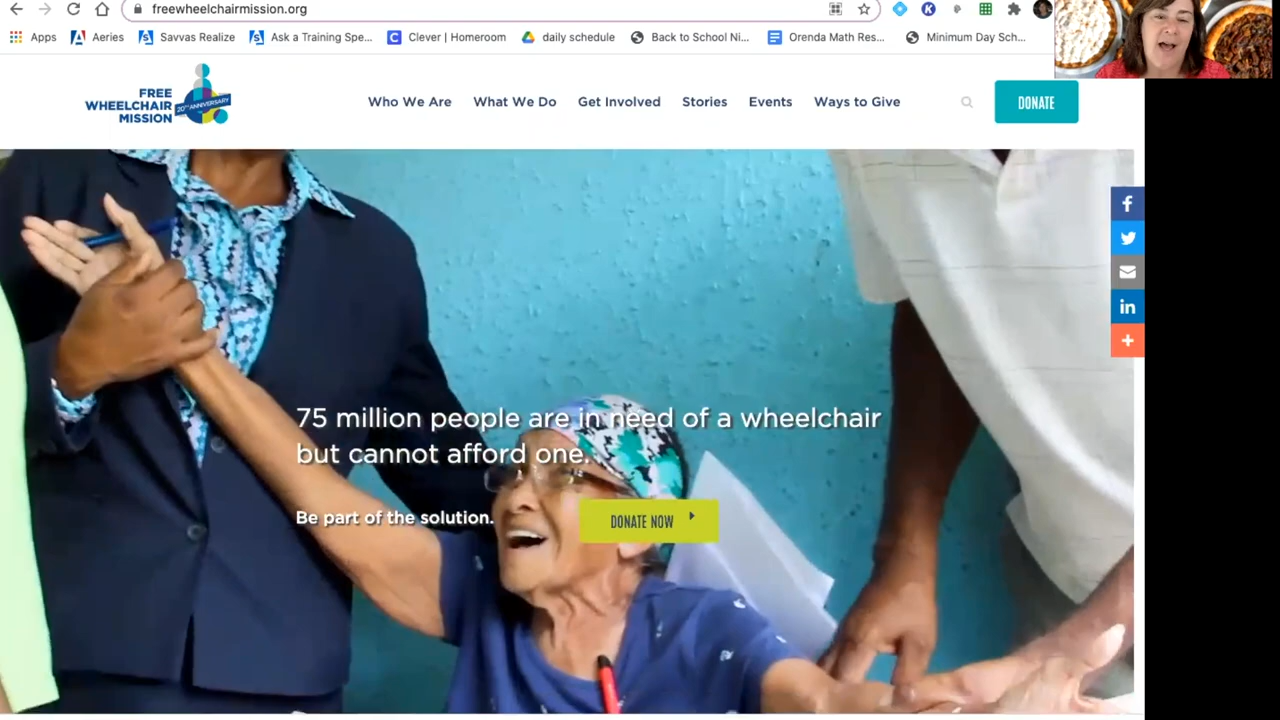 freewheelchairmission.org
Apps
Aeries
Savvas Realize
Ask a Training Spe...
Clever | Homeroom
daily schedule
Back to School Ni...
Orenda Math Res...
Minimum Day Sch...
FREE
WHEELCHAIR
MISSION
20TH ANNIVERSARY
Who We Are
What We Do
Get Involved
Stories
Events
Ways to Give
DONATE
75 million people are in need of a wheelchair
but cannot afford one.
Be part of the solution.
DONATE NOW